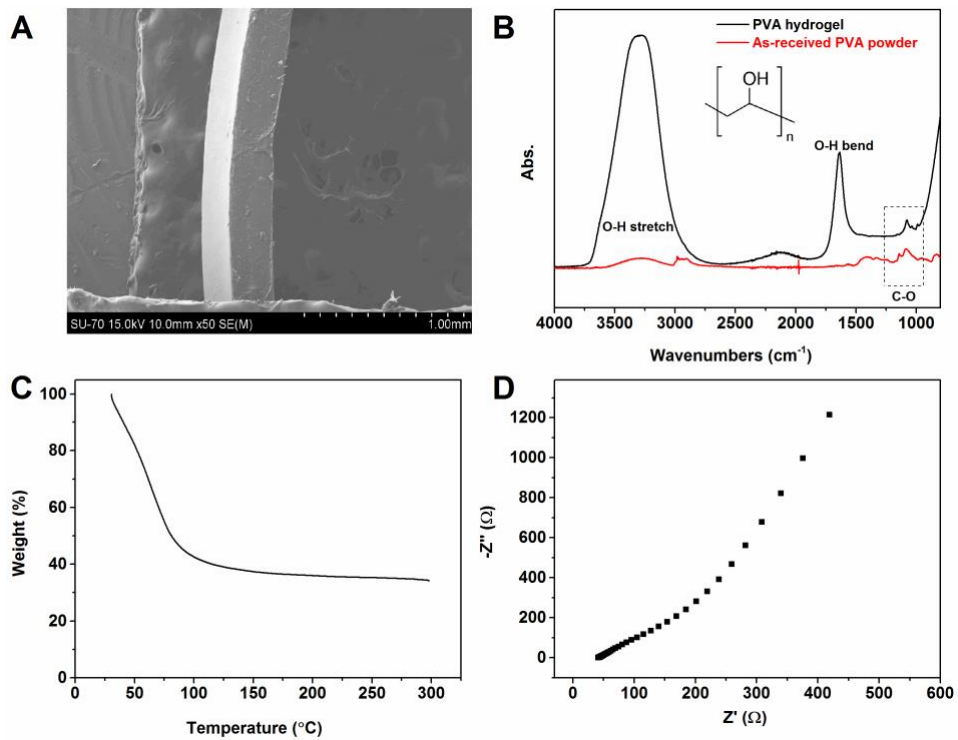 A
SU-70 15.0kV 10.0mm x50 SE(M)
1.00mm
B
PVA hydrogel
As-received PVA powder
OH
n
O-H bend
O-H stretch
C-O
Abs.
4000 3500 3000 2500 2000 1500 1000
Wavenumbers (cm⁻¹)
C
100
80
60
40
20
0
Weight (%)
0 50 100 150 200 250 300
Temperature (°C)
D
1200
1000
800
600
400
200
0
-Z'' (Ω)
0 100 200 300 400 500 600
Z' (Ω)